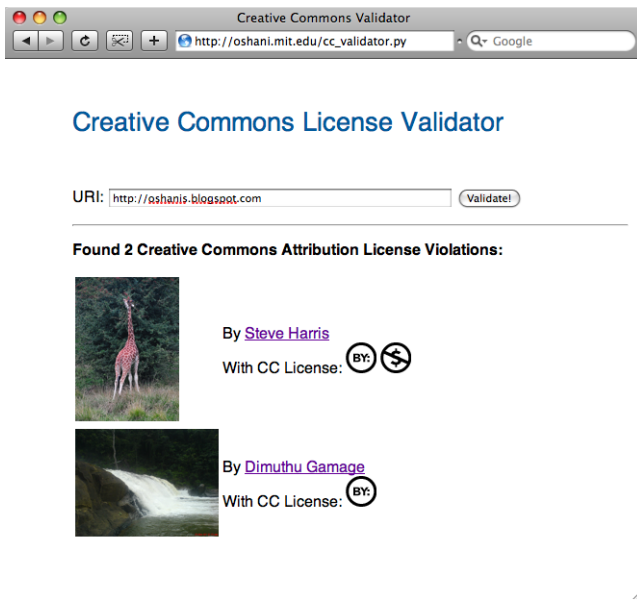 Creative Commons Validator
http://oshani.mit.edu/cc_validator.py
Google
Creative Commons License Validator
URI: http://oshanis.blogspot.com Validate!
Found 2 Creative Commons Attribution License Violations:
By Steve Harris
With CC License: BY: $
By Dimuthu Gamage
With CC License: BY: